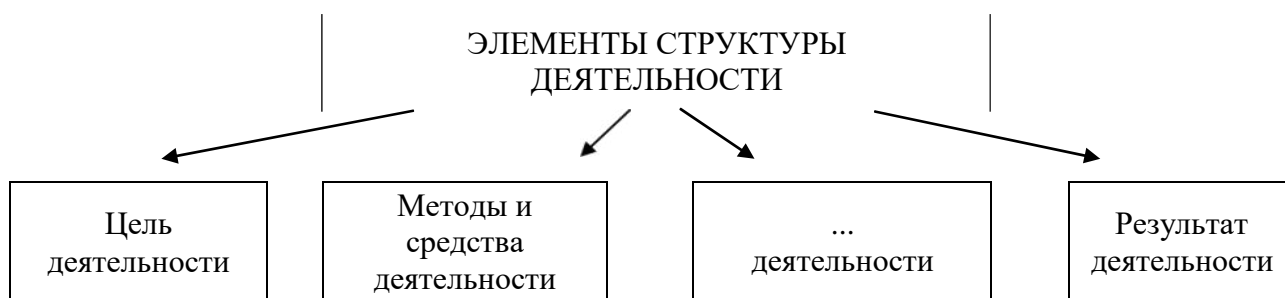 ЭЛЕМЕНТЫ СТРУКТУРЫ
ДЕЯТЕЛЬНОСТИ
Цель
деятельности
Методы и
средства
деятельности
...
деятельности
Результат
деятельности